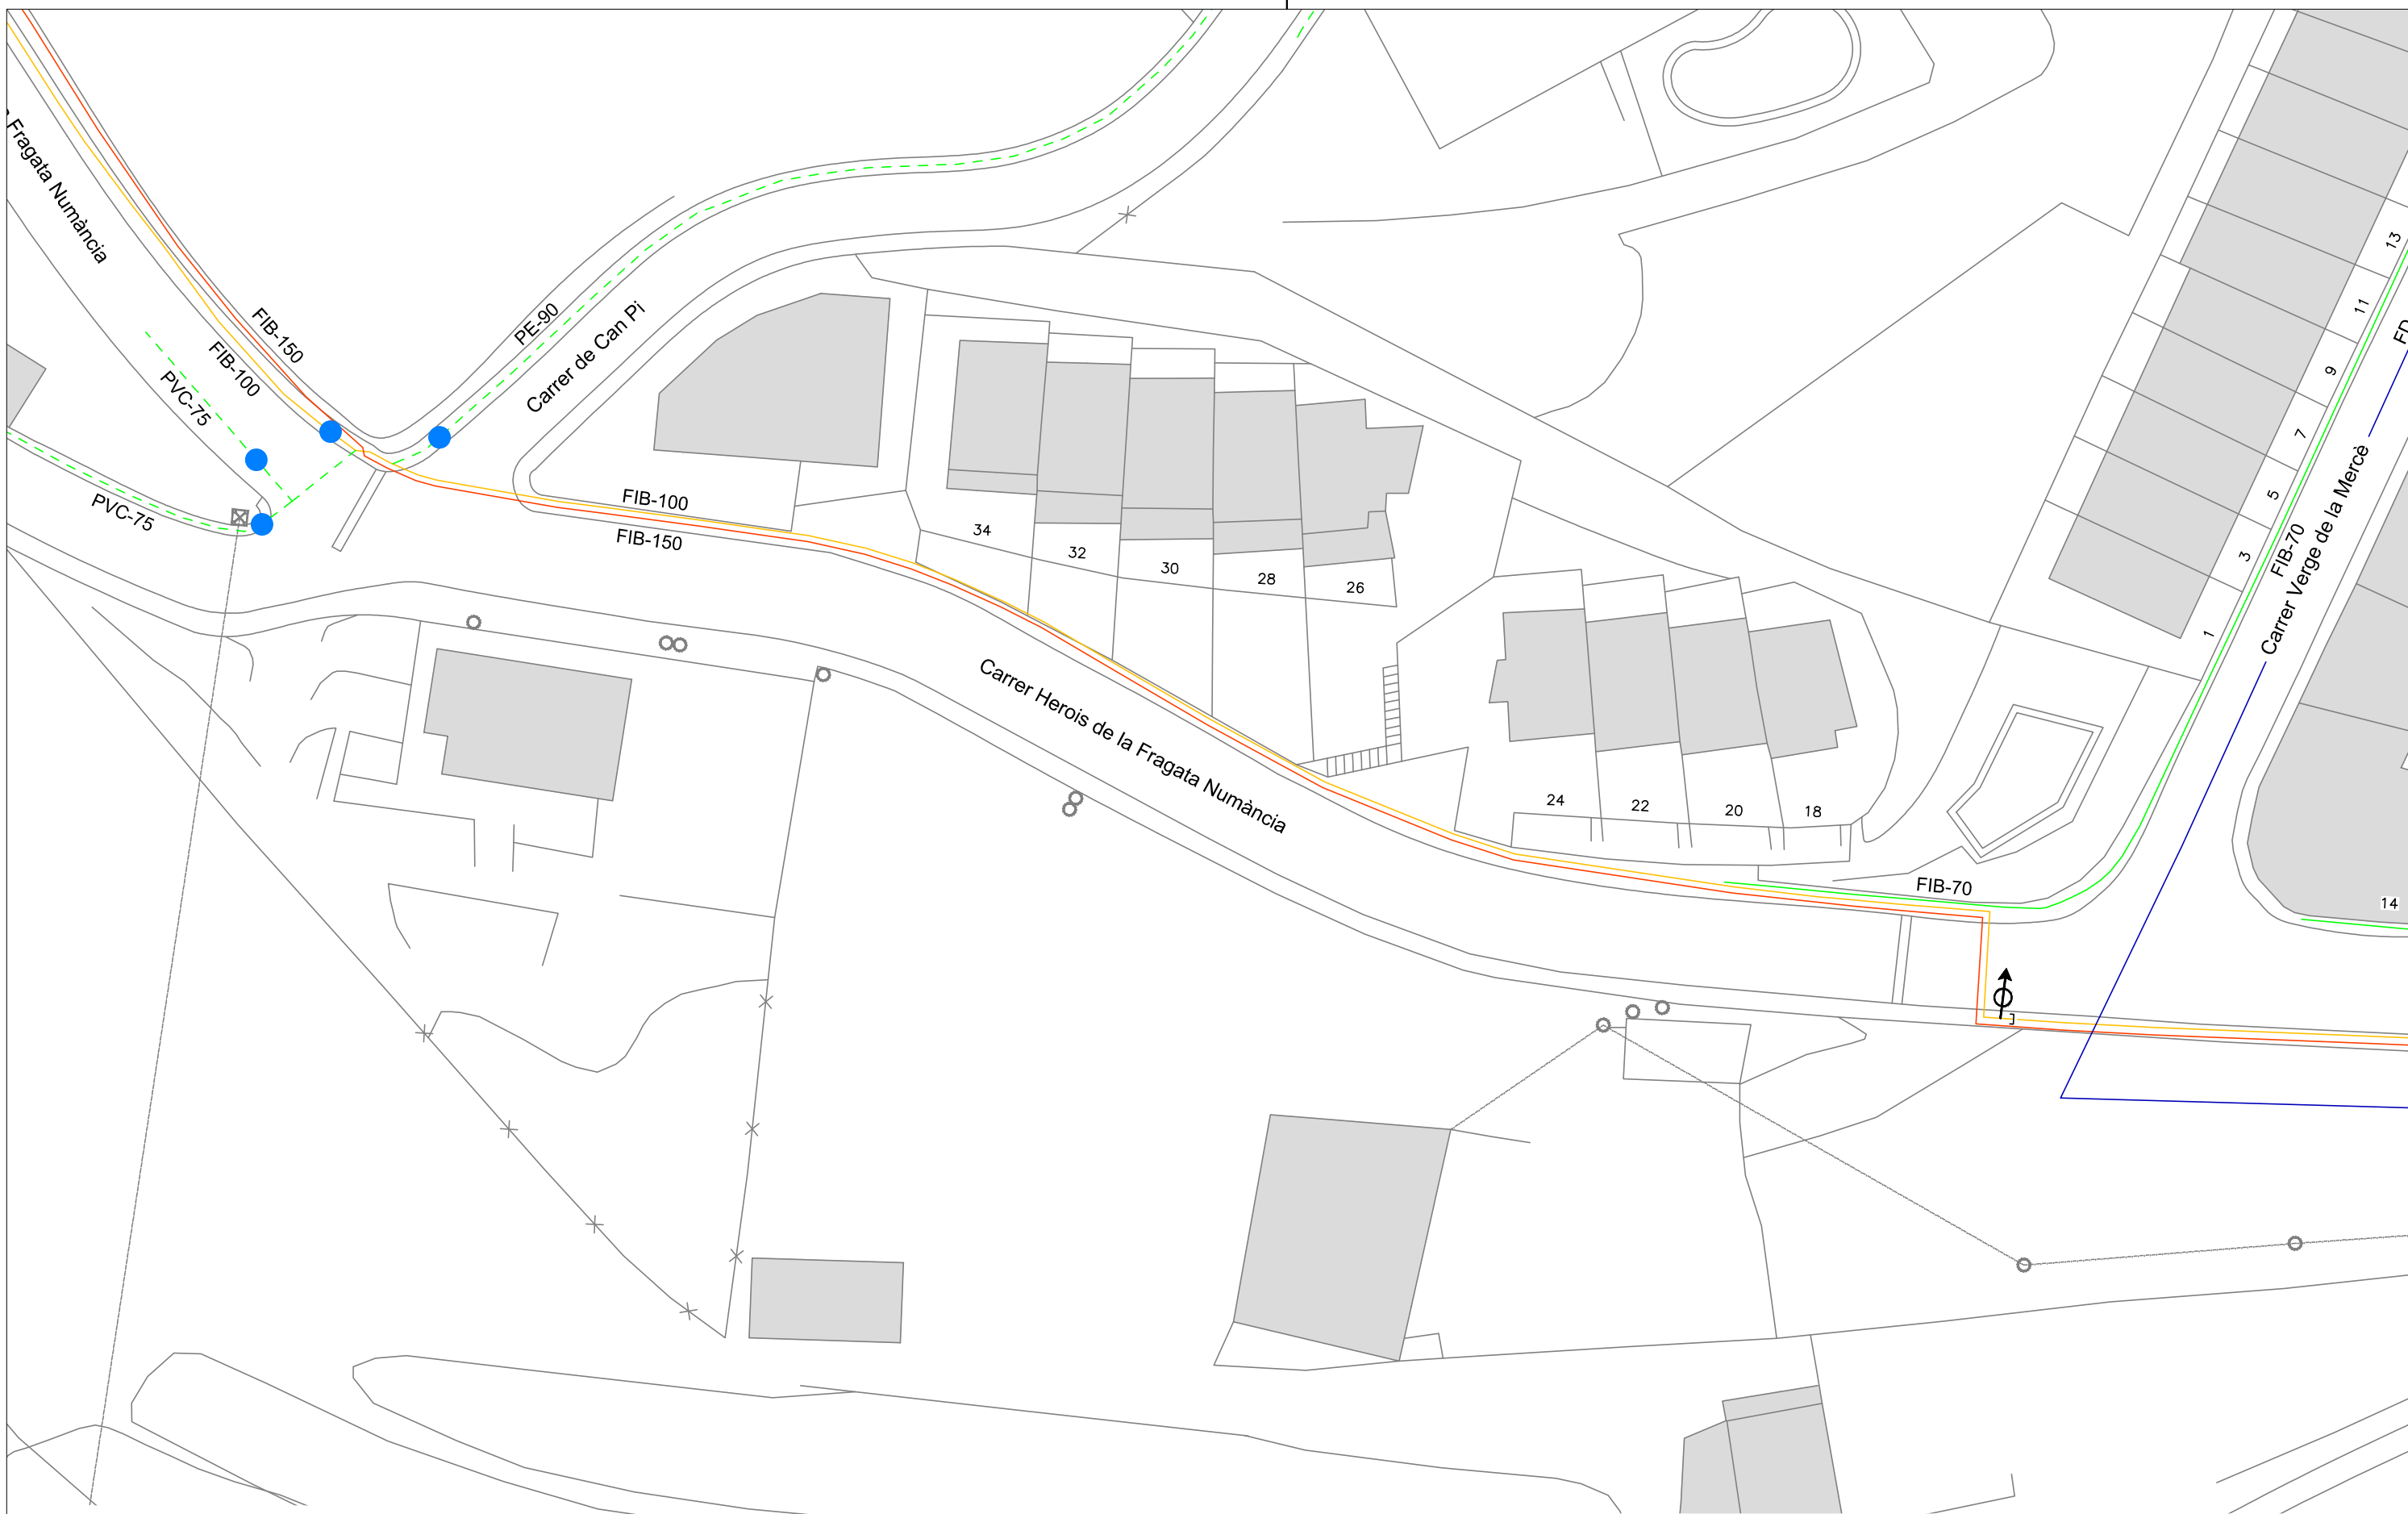 Fragata Numància
FIB-150
FIB-100
PVC-75
PVC-75
PE-90
Carrer de Can Pi
FIB-100
FIB-150
34
32
30
28
26
Carrer Herois de la Fragata Numància
24
22
20
18
FIB-70
13
11
9
7
5
3
1
FIB-70
Carrer Verge de la Mercè
14